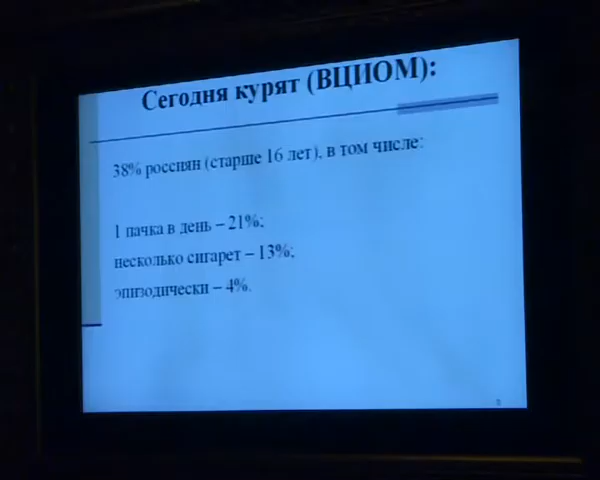 Сегодня курят (ВЦИОМ):
38% россиян (старше 16 лет), в том числе:
1 пачка в день – 21%;
несколько сигарет – 13%;
эпизодически – 4%.